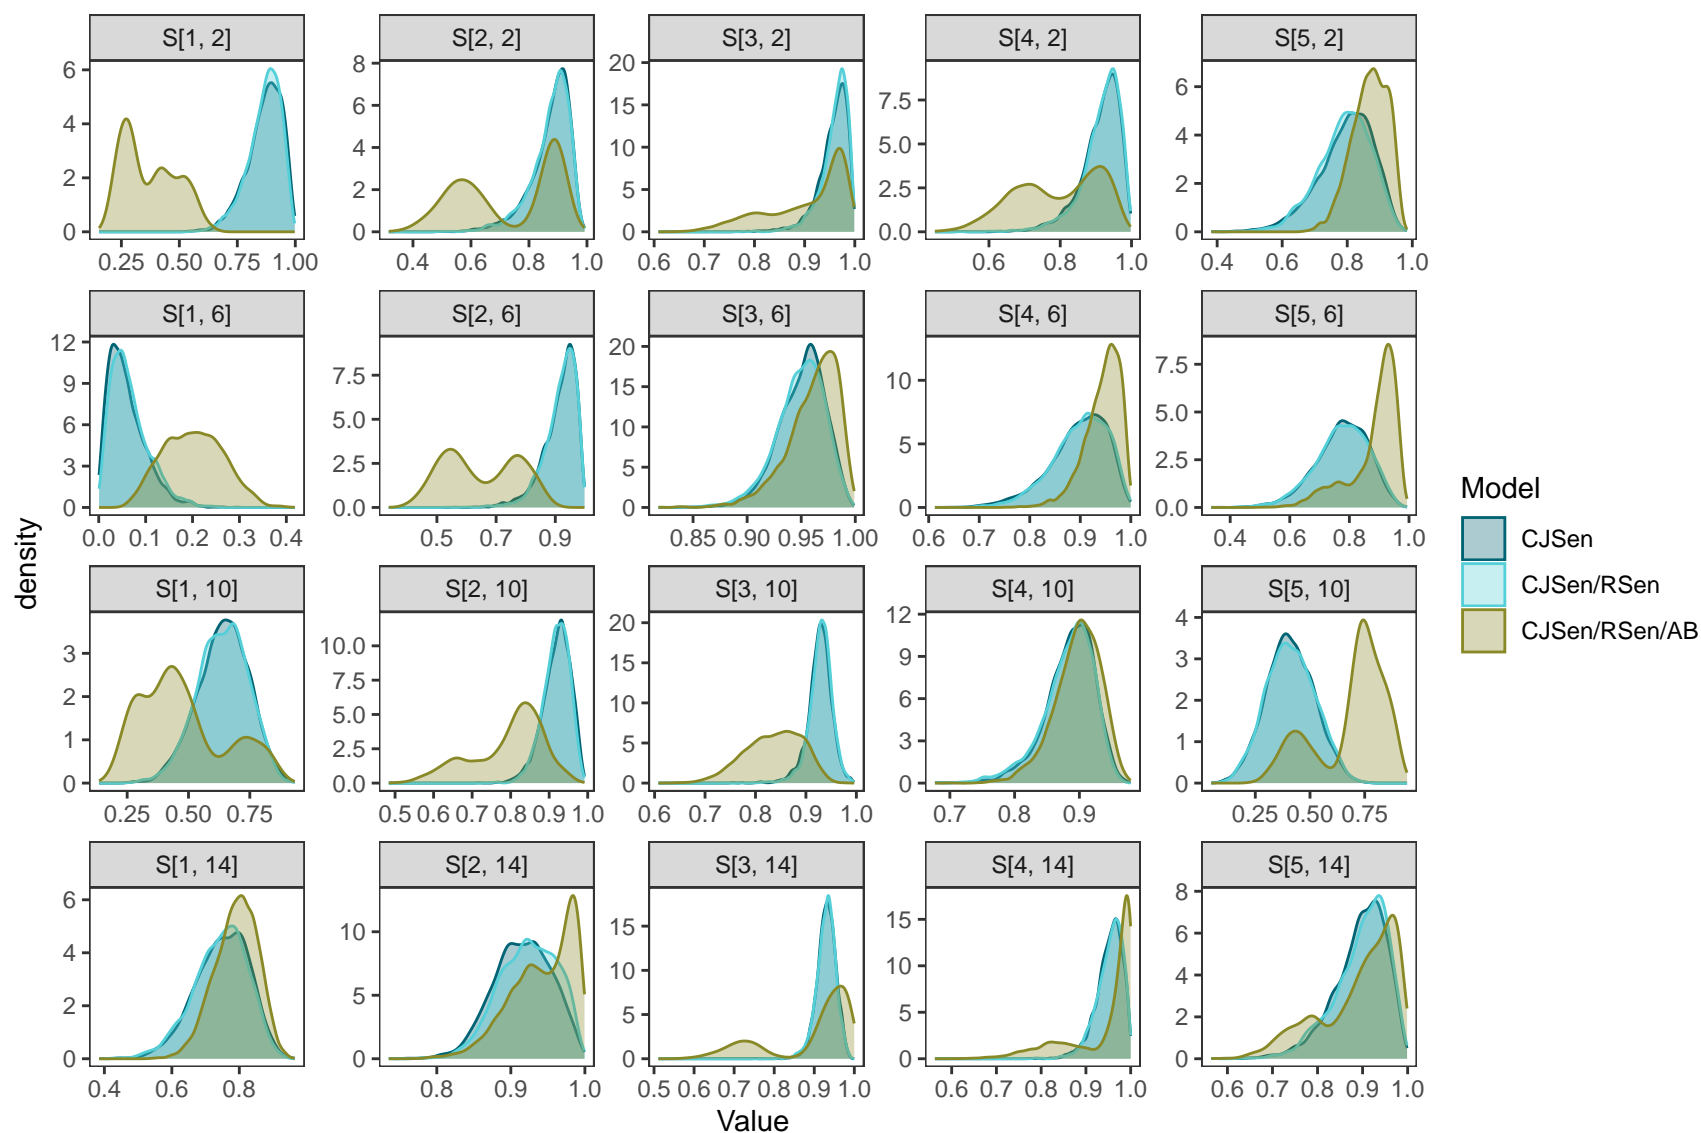 S[1, 2] S[2, 2] S[3, 2] S[4, 2] S[5, 2]
6 4 2 0
8 6 4 2 0
20 15 10 5 0
7.5 5.0 2.5 0.0
6 4 2 0
0.25 0.50 0.75 1.00
0.4 0.6 0.8 1.0
0.6 0.7 0.8 0.9 1.0
0.6 0.8 1.0
0.4 0.6 0.8 1.0
S[1, 6] S[2, 6] S[3, 6] S[4, 6] S[5, 6]
12 9 6 3 0
7.5 5.0 2.5 0.0
20 15 10 5 0
10 5 0
7.5 5.0 2.5 0.0
0.0 0.1 0.2 0.3 0.4
0.5 0.7 0.9
0.85 0.90 0.95 1.00
0.6 0.7 0.8 0.9 1.0
0.4 0.6 0.8 1.0
S[1, 10] S[2, 10] S[3, 10] S[4, 10] S[5, 10]
3 2 1 0
10.0 7.5 5.0 2.5 0.0
20 15 10 5 0
12 9 6 3 0
4 3 2 1 0
0.25 0.50 0.75
0.5 0.6 0.7 0.8 0.9 1.0
0.6 0.7 0.8 0.9 1.0
0.7 0.8 0.9
0.25 0.50 0.75
S[1, 14] S[2, 14] S[3, 14] S[4, 14] S[5, 14]
6 4 2 0
10 5 0
15 10 5 0
15 10 5 0
8 6 4 2 0
0.4 0.6 0.8
0.8 0.9 1.0
0.5 0.6 0.7 0.8 0.9 1.0
0.6 0.7 0.8 0.9 1.0
0.6 0.7 0.8 0.9 1.0
density
Value
Model
CJSen
CJSen/RSen
CJSen/RSen/AB